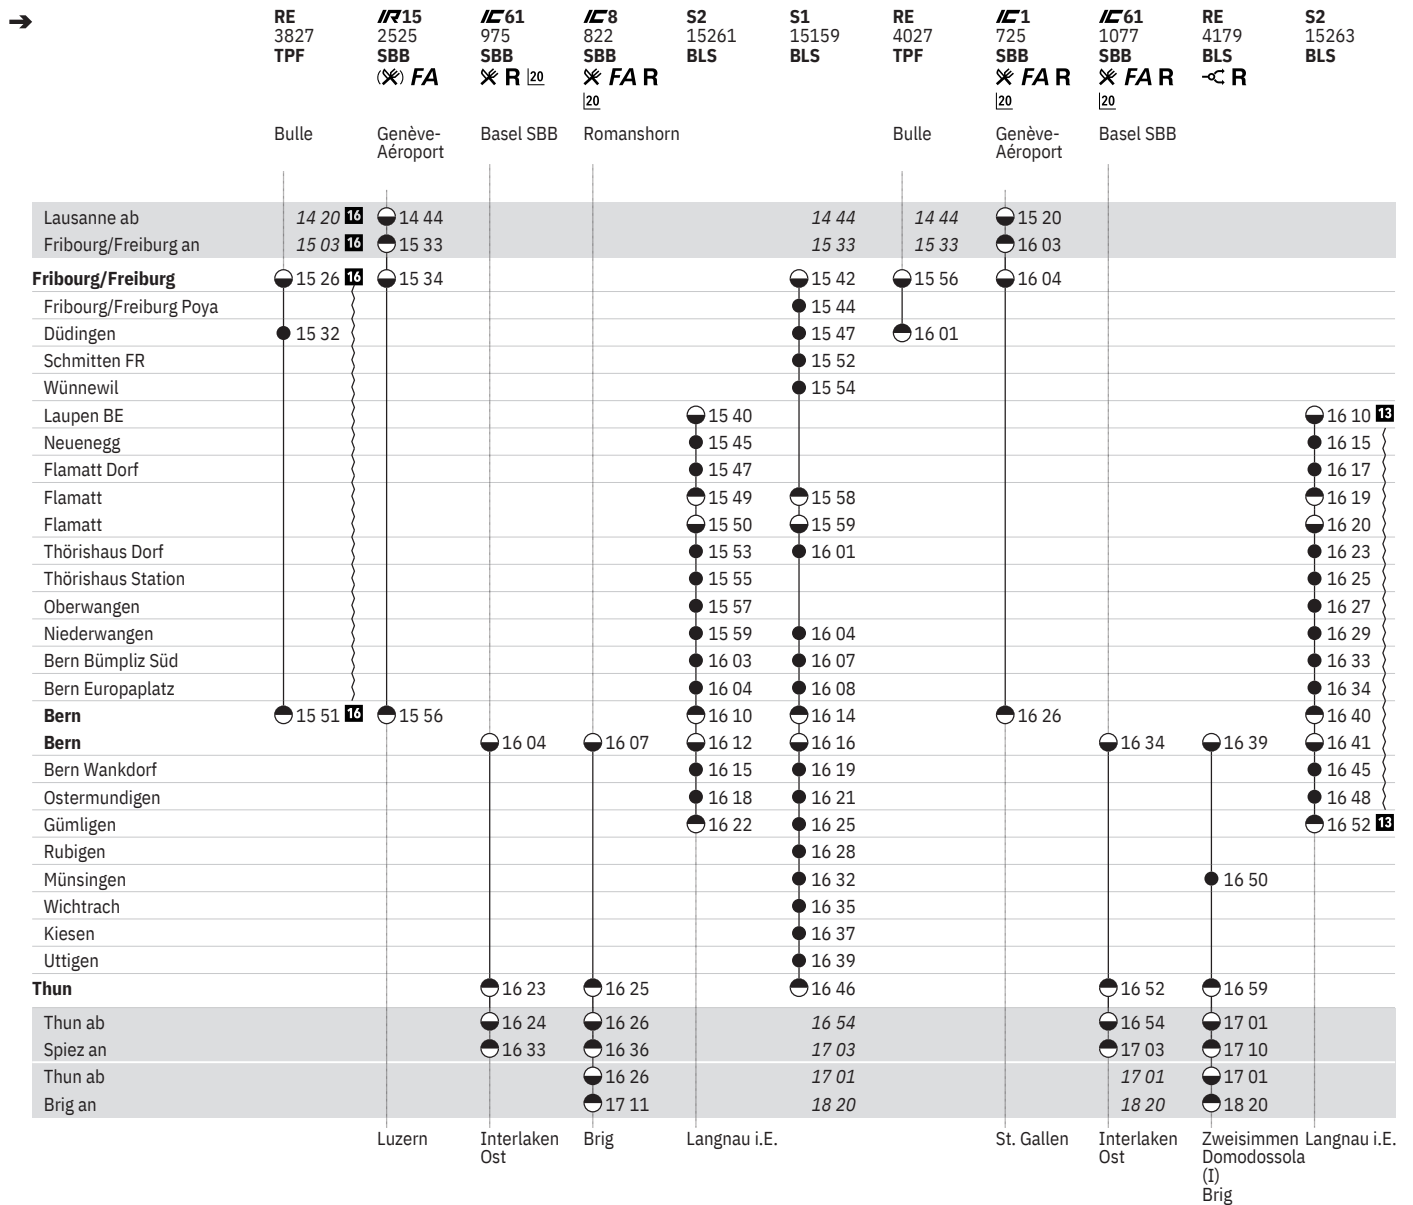 ➔ RE IR15 IC61 IC8 S2 S1 RE IC1 IC61 RE S2
3827 2525 975 822 15261 15159 4027 725 1077 4179 15263
TPF SBB SBB SBB BLS BLS TPF SBB SBB BLS BLS
() FA R 20 FA R FA R FA R R
20 20 20
Bulle Genève- Basel SBB Romanshorn Bulle Genève- Basel SBB
Aéroport Aéroport
Lausanne ab 14 20 16 14 44 14 44 14 44 15 20
Fribourg/Freiburg an 15 03 16 15 33 15 33 15 33 16 03
Fribourg/Freiburg 15 26 16 15 34 15 42 15 56 16 04
Fribourg/Freiburg Poya 15 44
Düdingen 15 32 15 47 16 01
Schmitten FR 15 52
Wünnewil 15 54
Laupen BE 15 40 16 10 13
Neuenegg 15 45 16 15
Flamatt Dorf 15 47 16 17
Flamatt 15 49 15 58 16 19
Flamatt 15 50 15 59 16 20
Thörishaus Dorf 15 53 16 01 16 23
Thörishaus Station 15 55 16 25
Oberwangen 15 57 16 27
Niederwangen 15 59 16 04 16 29
Bern Bümpliz Süd 16 03 16 07 16 33
Bern Europaplatz 16 04 16 08 16 34
Bern 15 51 16 15 56 16 10 16 14 16 26 16 40
Bern 16 04 16 07 16 12 16 16 16 34 16 39 16 41
Bern Wankdorf 16 15 16 19 16 45
Ostermundigen 16 18 16 21 16 48
Gümligen 16 22 16 25 16 52 13
Rubigen 16 28
Münsingen 16 32 16 50
Wichtrach 16 35
Kiesen 16 37
Uttigen 16 39
Thun 16 23 16 25 16 46 16 52 16 59
Thun ab 16 24 16 26 16 54 16 54 17 01
Spiez an 16 33 16 36 17 03 17 03 17 10
Thun ab 16 26 17 01 17 01 17 01
Brig an 17 11 18 20 18 20 18 20
Luzern Interlaken Brig Langnau i.E. St. Gallen Interlaken Zweisimmen Langnau i.E.
Ost Ost Domodossola
(I)
Brig